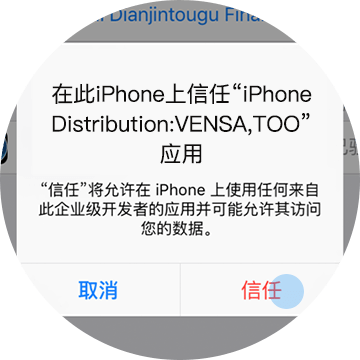 Dianjintougu Finan
在此iPhone上信任“iPhone
Distribution:VENSA,TOO”
应用
“信任”将允许在 iPhone 上使用任何来自
此企业级开发者的应用并可能允许其访问
您的数据。
取消
信任